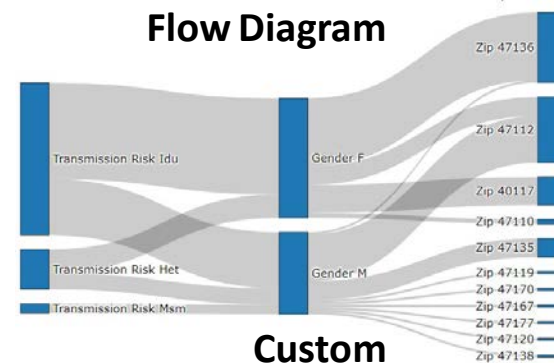 Flow Diagram
Transmission Risk Idu
Transmission Risk Het
Transmission Risk Msm
Gender F
Gender M
Zip 47136
Zip 47112
Zip 40117
Zip 47110
Zip 47135
Zip 47119
Zip 47170
Zip 47167
Zip 47177
Zip 47120
Zip 47138
Custom